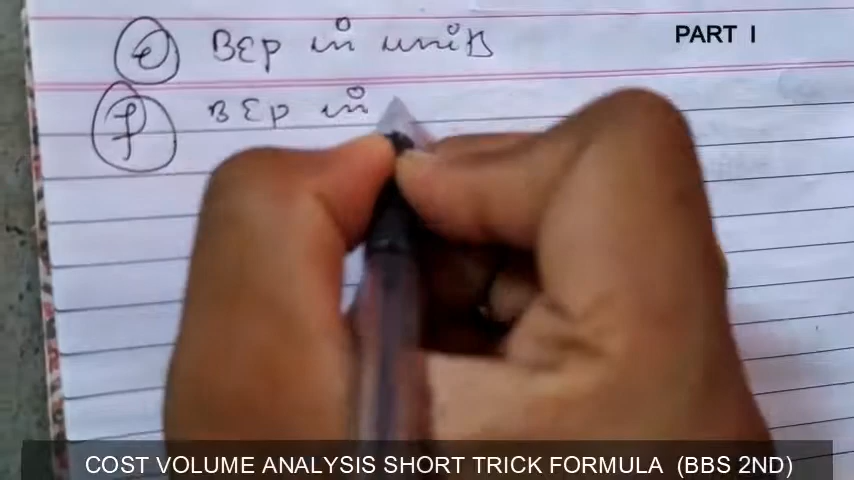 PART I
e BEP in units
f BEP in
COST VOLUME ANALYSIS SHORT TRICK FORMULA (BBS 2ND)